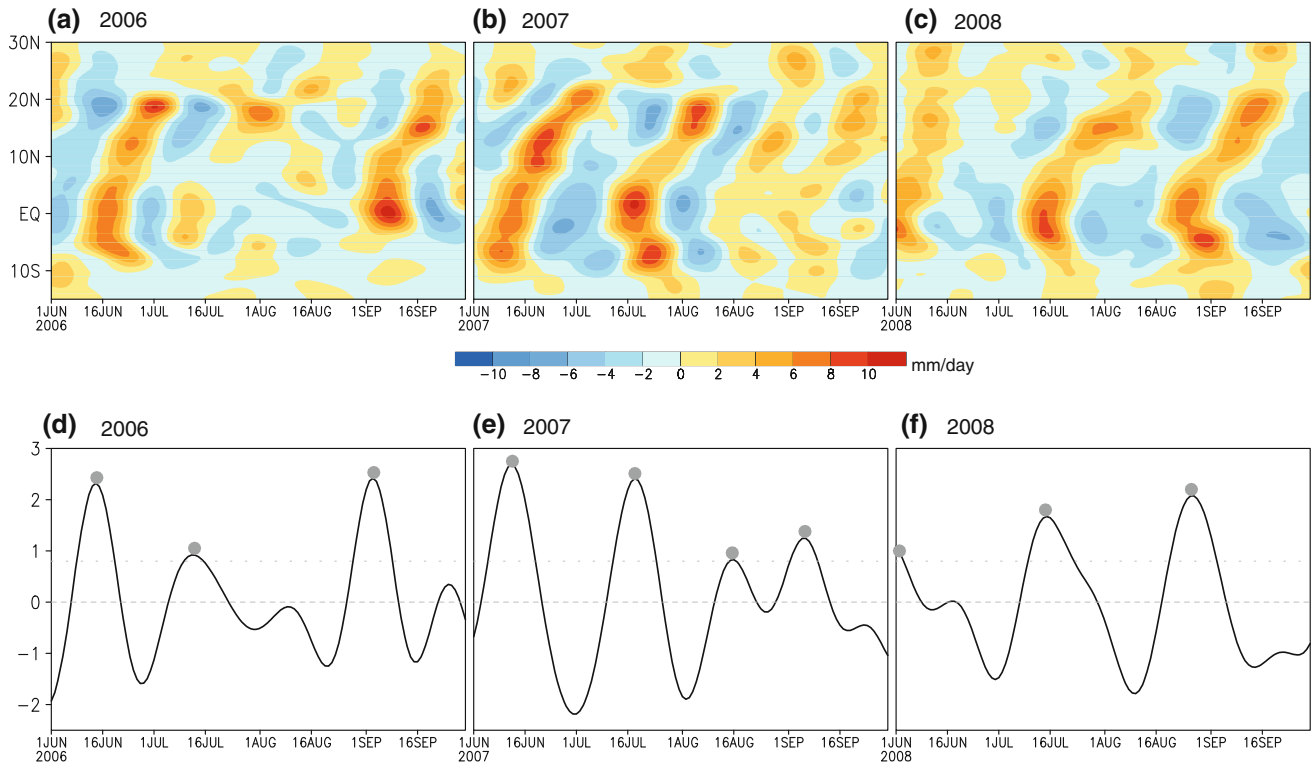 (a) 2006
(b) 2007
(c) 2008
30N
20N
10N
EQ
10S
1JUN 16JUN 1JUL 16JUL 1AUG 16AUG 1SEP 16SEP
2006
1JUN 16JUN 1JUL 16JUL 1AUG 16AUG 1SEP 16SEP
2007
1JUN 16JUN 1JUL 16JUL 1AUG 16AUG 1SEP 16SEP
2008
-10 -8 -6 -4 -2 0 2 4 6 8 10 mm/day
(d) 2006
(e) 2007
(f) 2008
3
2
1
0
-1
-2
1JUN 16JUN 1JUL 16JUL 1AUG 16AUG 1SEP 16SEP
2006
1JUN 16JUN 1JUL 16JUL 1AUG 16AUG 1SEP 16SEP
2007
1JUN 16JUN 1JUL 16JUL 1AUG 16AUG 1SEP 16SEP
2008